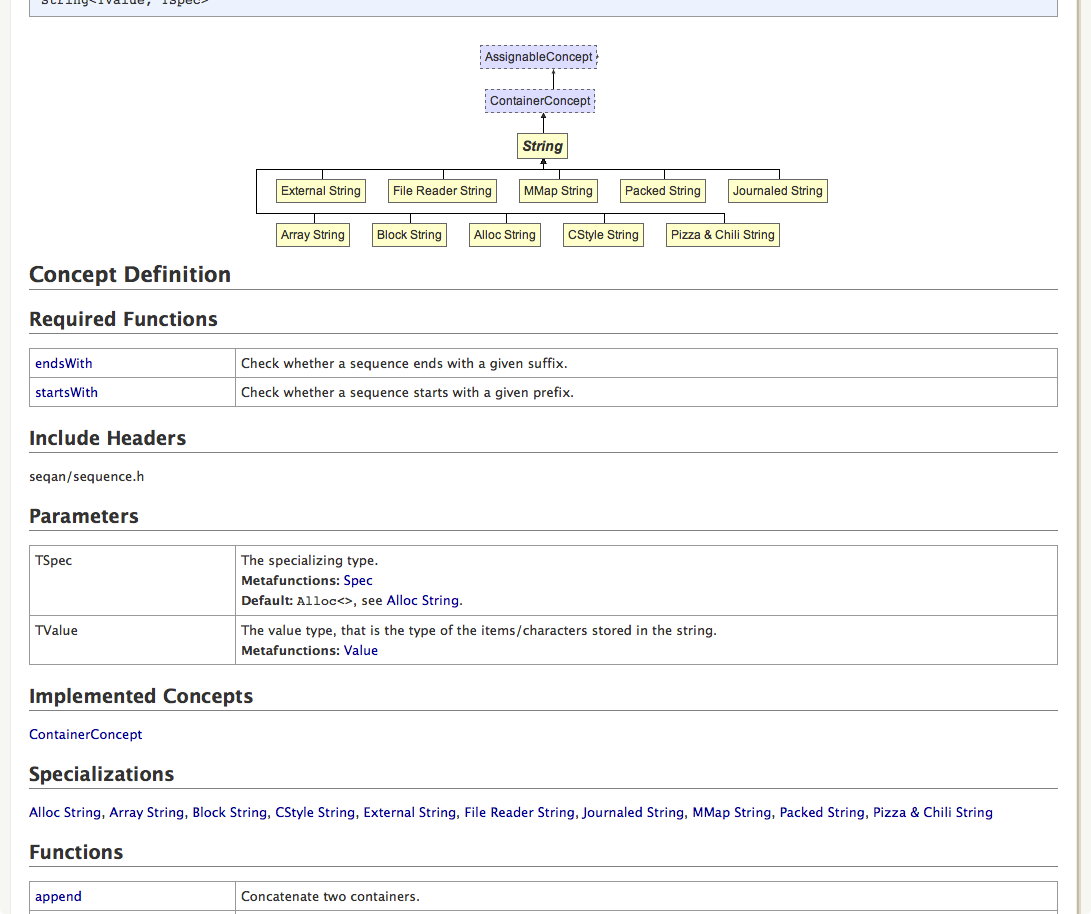 String<TValue, TSpec>
AssignableConcept
ContainerConcept
String
External String File Reader String MMap String Packed String Journaled String
Array String Block String Alloc String CStyle String Pizza & Chili String
Concept Definition
Required Functions
endsWith Check whether a sequence ends with a given suffix.
startsWith Check whether a sequence starts with a given prefix.
Include Headers
seqan/sequence.h
Parameters
TSpec The specializing type.
Metafunctions: Spec
Default: Alloc<>, see Alloc String.
TValue The value type, that is the type of the items/characters stored in the string.
Metafunctions: Value
Implemented Concepts
ContainerConcept
Specializations
Alloc String, Array String, Block String, CStyle String, External String, File Reader String, Journaled String, MMap String, Packed String, Pizza & Chili String
Functions
append Concatenate two containers.